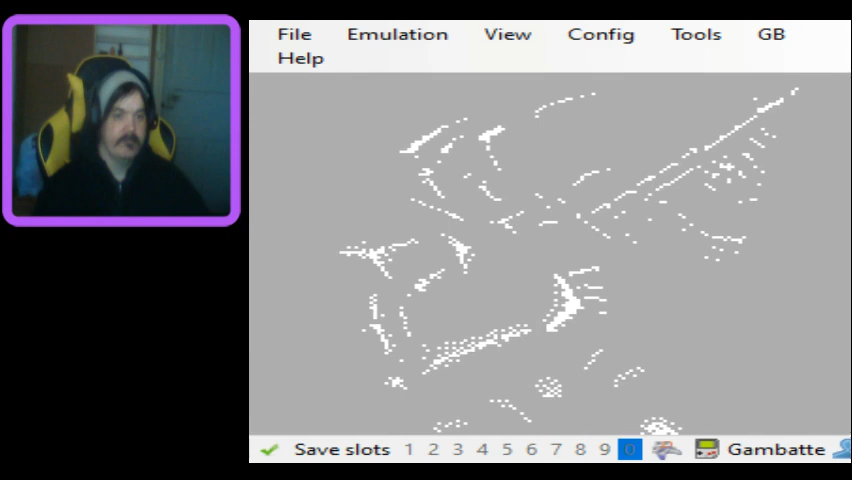 File Emulation View Config Tools GB
Help
Save slots 1 2 3 4 5 6 7 8 9 0 Gambatte